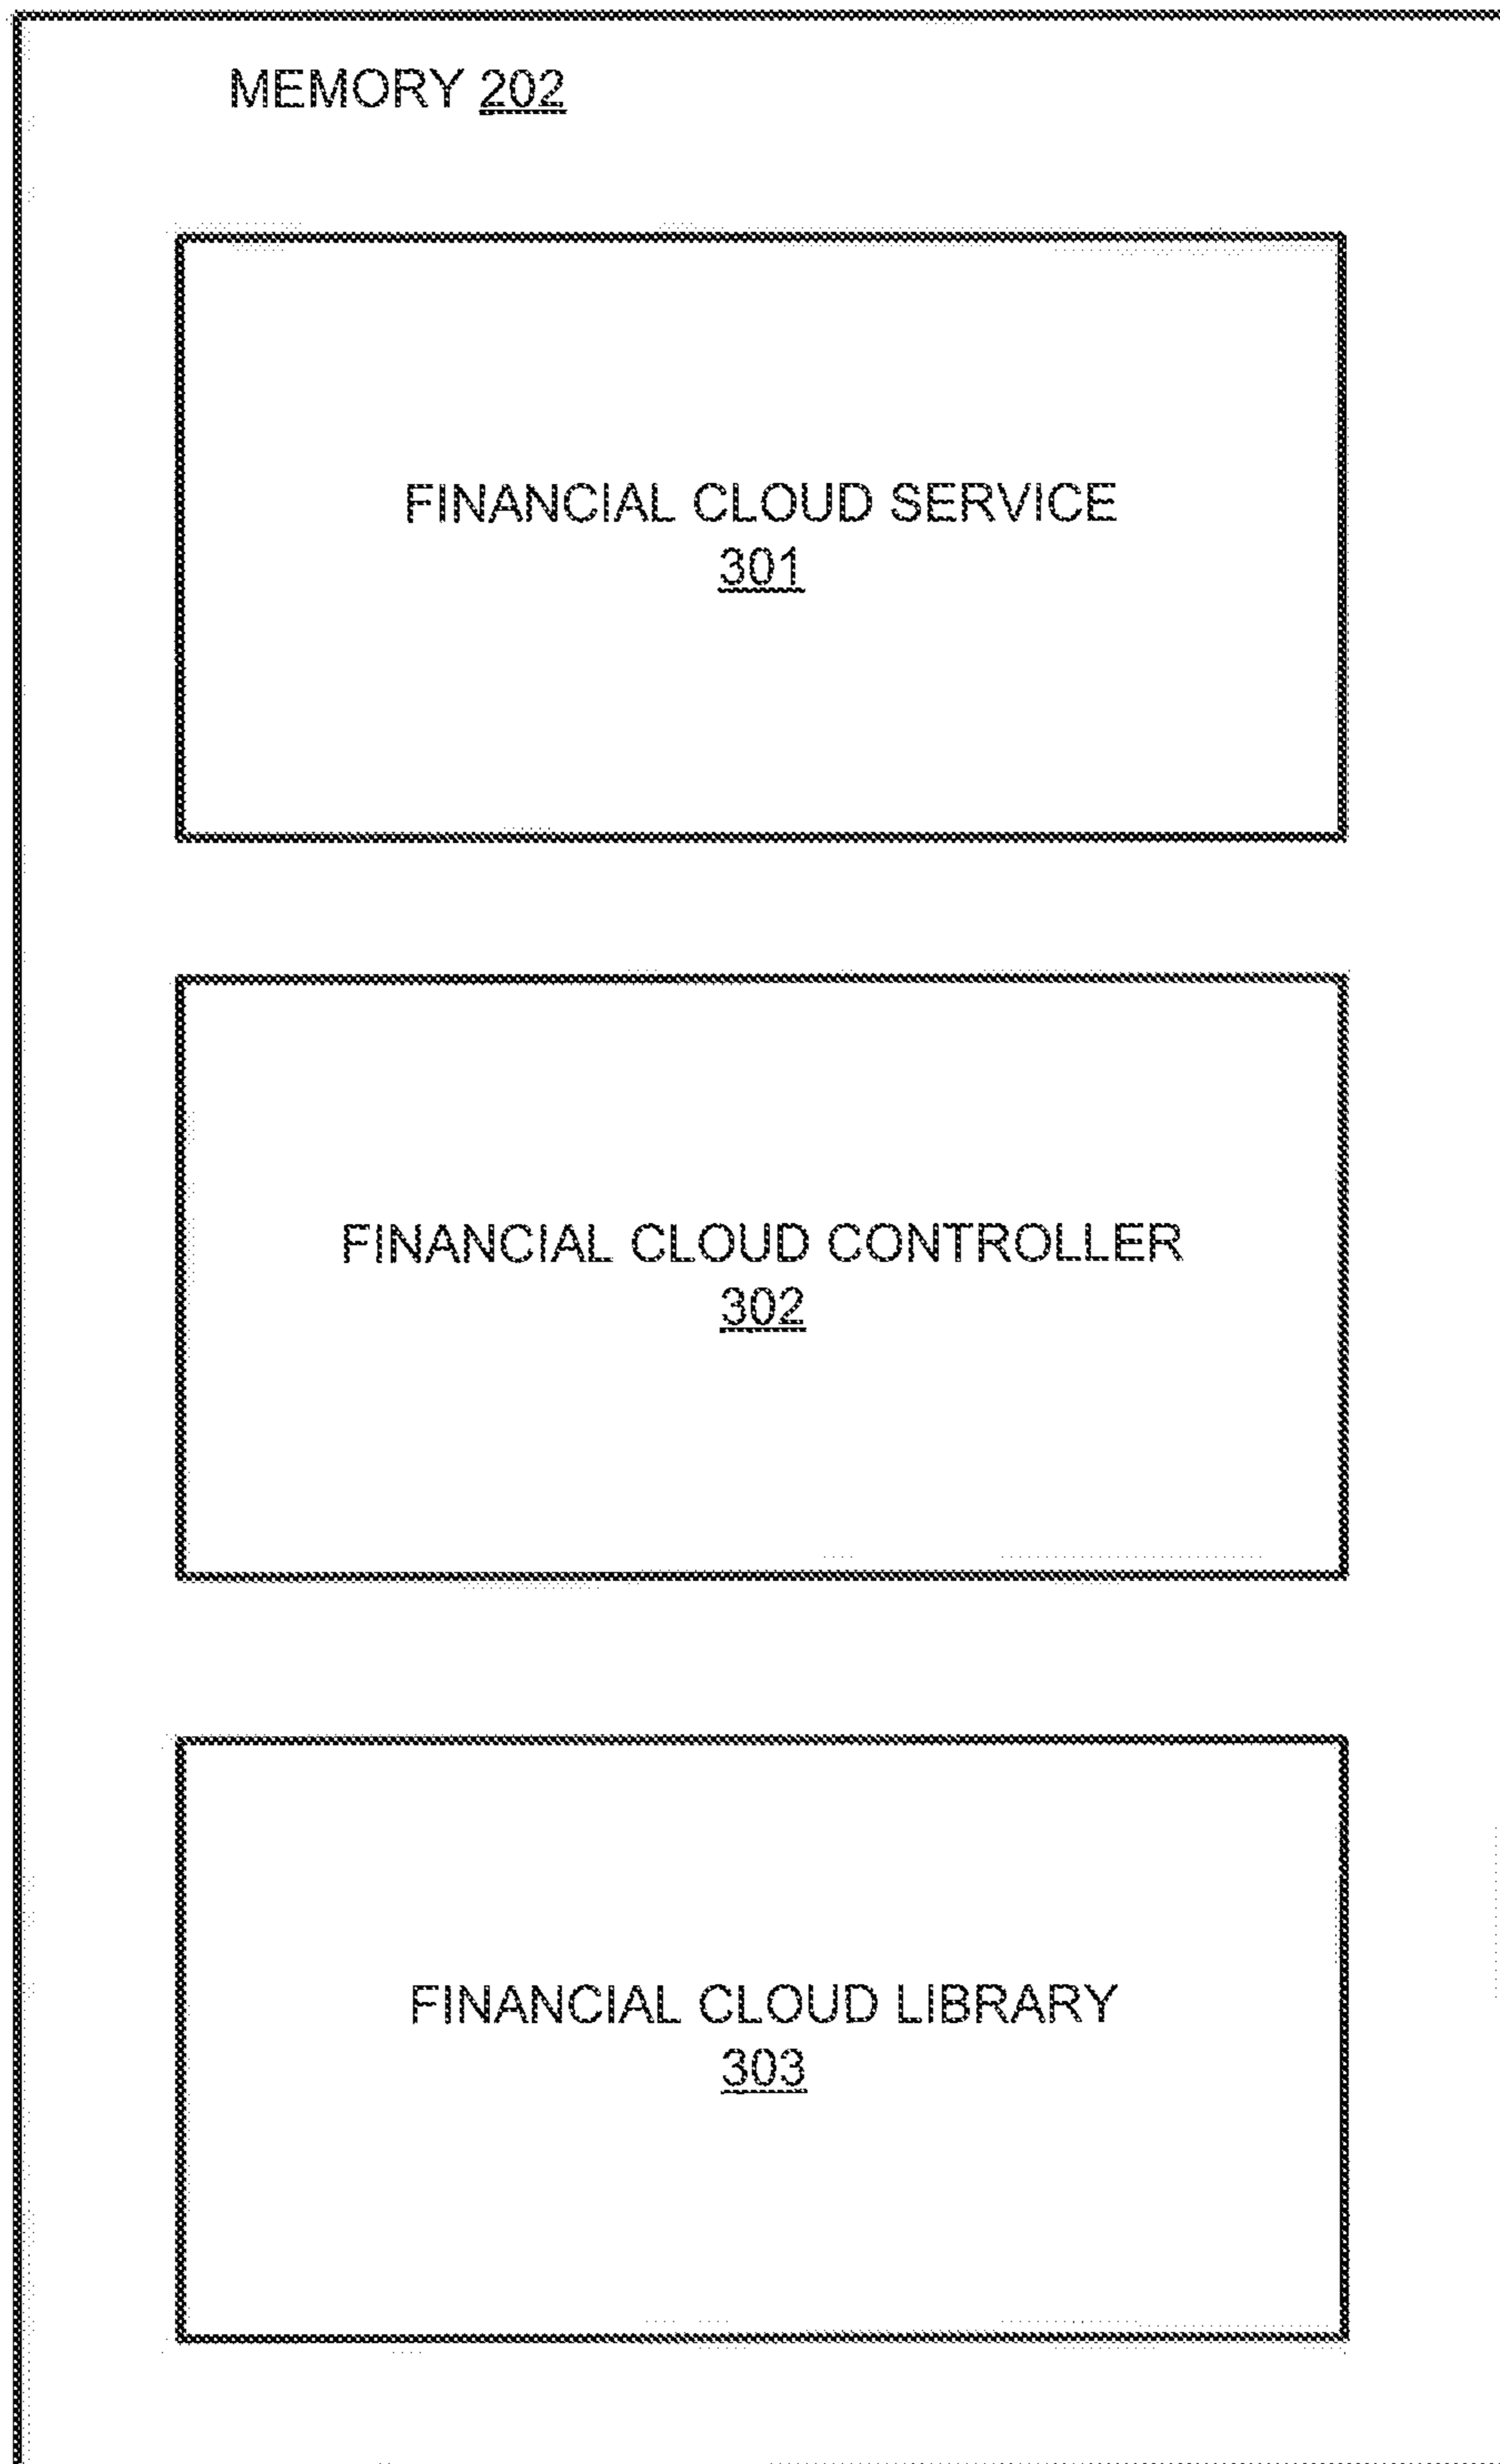 MEMORY 202
FINANCIAL CLOUD SERVICE
301
FINANCIAL CLOUD CONTROLLER
302
FINANCIAL CLOUD LIBRARY
303